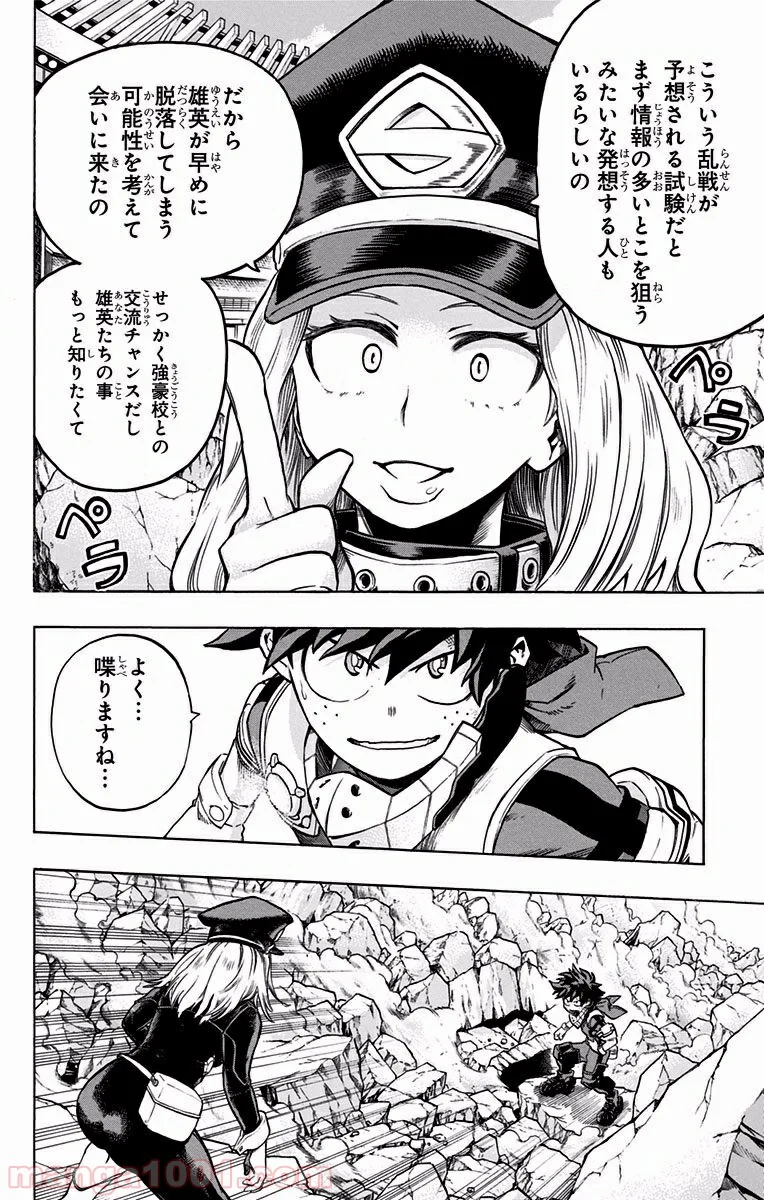 こういう乱戦が
予想される試験だと
まず情報の多いとこを狙う
みたいな発想する人も
いるらしいの
だから
雄英が早めに
脱落してしまう
可能性を考えて
会いに来たの
せっかく強豪校との
交流チャンスだし
雄英たちの事
もっと知りたくて
ペラ
ペラ
よく…
喋りますね…
manga1001.com